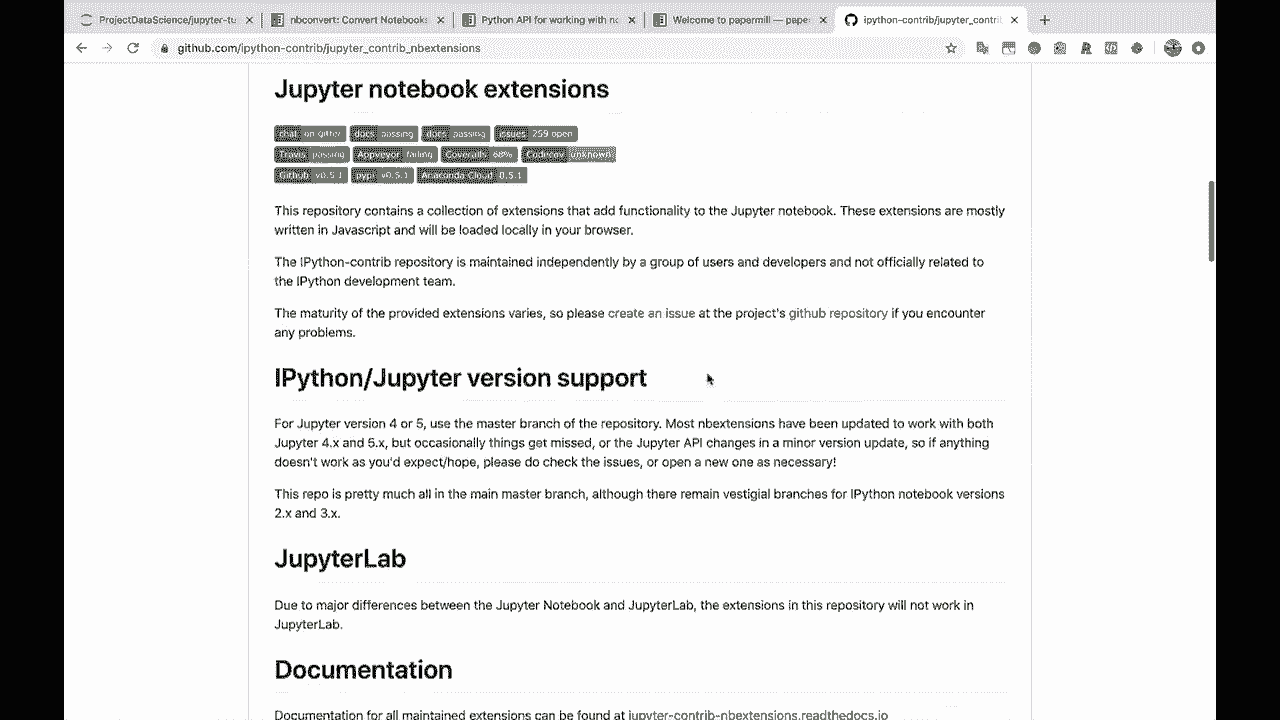 ProjectDataScience/jupyter-tu
nbconvert: Convert Notebooks
Python API for working with no
Welcome to papermill — pape
ipython-contrib/jupyter_contrib
github.com/ipython-contrib/jupyter_contrib_nbextensions
Jupyter notebook extensions
chat on gitter docs passing docs passing issues 259 open
Travis passing Appveyor failing Coveralls 68% Codecov unknown
Github v0.5.1 pypi v0.5.1 Anaconda Cloud 0.5.1
This repository contains a collection of extensions that add functionality to the Jupyter notebook. These extensions are mostly
written in Javascript and will be loaded locally in your browser.
The IPython-contrib repository is maintained independently by a group of users and developers and not officially related to
the IPython development team.
The maturity of the provided extensions varies, so please create an issue at the project's github repository if you encounter
any problems.
IPython/Jupyter version support
For Jupyter version 4 or 5, use the master branch of the repository. Most nbextensions have been updated to work with both
Jupyter 4.x and 5.x, but occasionally things get missed, or the Jupyter API changes in a minor version update, so if anything
doesn't work as you'd expect/hope, please do check the issues, or open a new one as necessary!
This repo is pretty much all in the main master branch, although there remain vestigial branches for IPython notebook versions
2.x and 3.x.
JupyterLab
Due to major differences between the Jupyter Notebook and JupyterLab, the extensions in this repository will not work in
JupyterLab.
Documentation
Documentation for all maintained extensions can be found at jupyter-contrib-nbextensions.readthedocs.io